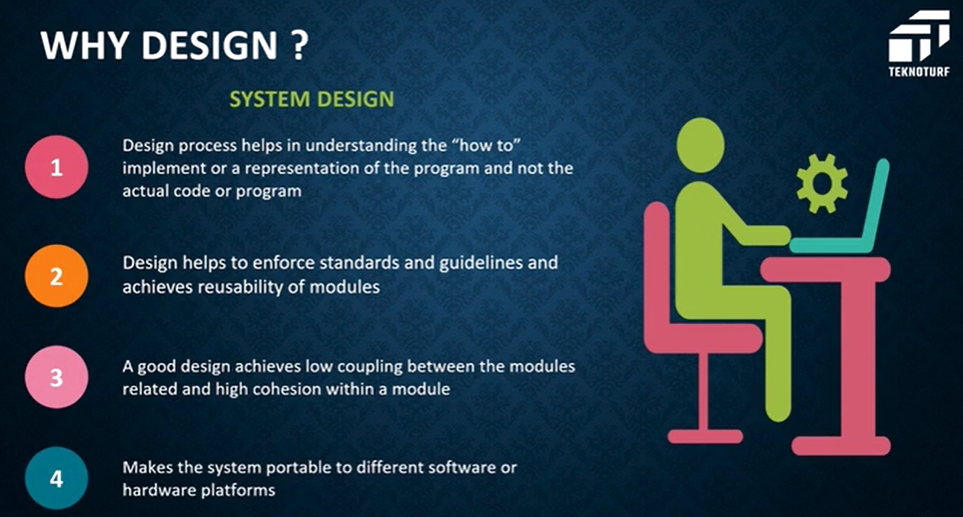 WHY DESIGN ?
TEKNOTURF
SYSTEM DESIGN
1
Design process helps in understanding the “how to”
implement or a representation of the program and not the
actual code or program
2
Design helps to enforce standards and guidelines and
achieves reusability of modules
3
A good design achieves low coupling between the modules
related and high cohesion within a module
4
Makes the system portable to different software or
hardware platforms